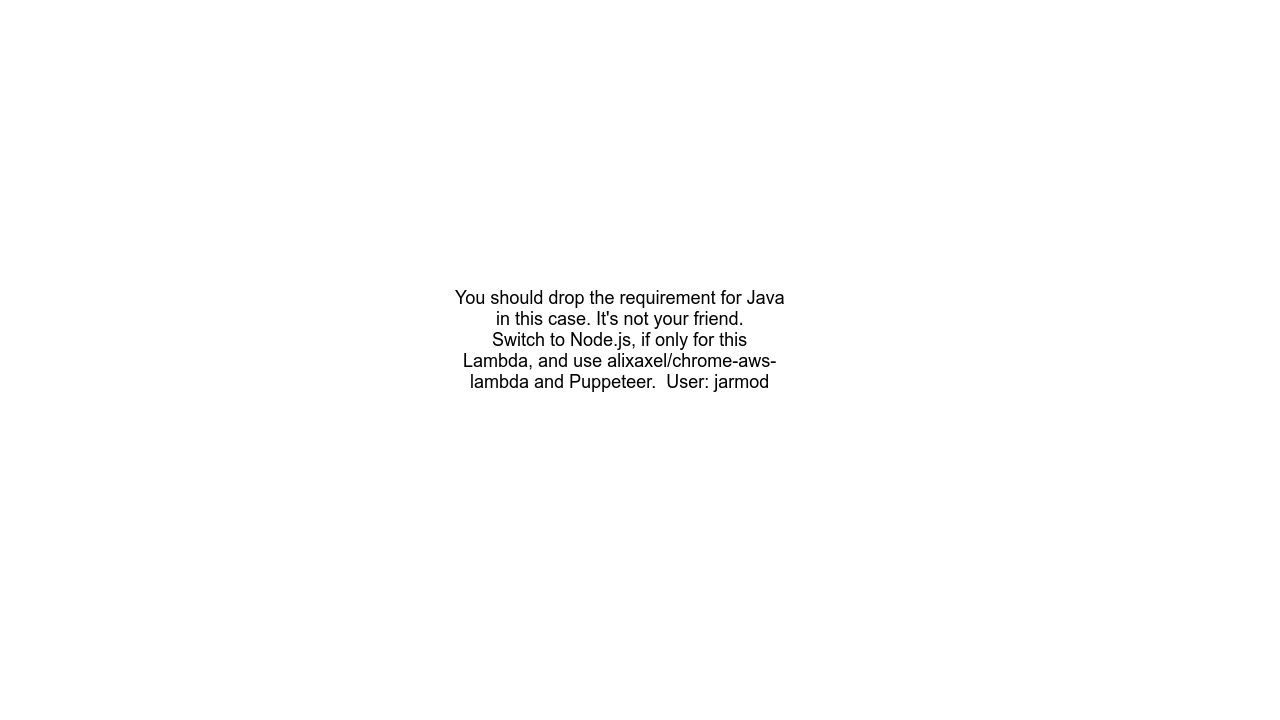 You should drop the requirement for Java
in this case. It's not your friend.
Switch to Node.js, if only for this
Lambda, and use alixaxel/chrome-aws-
lambda and Puppeteer.  User: jarmod